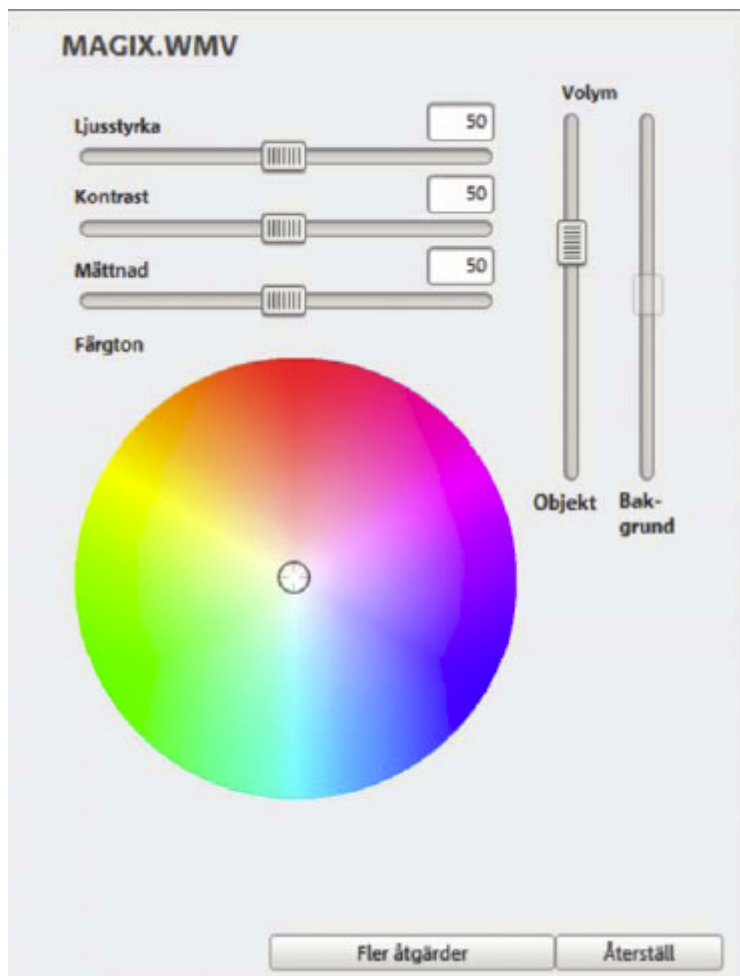 MAGIX.WMV
Ljusstyrka
50
Kontrast
50
Mättnad
50
Färgton
Volym
Objekt
Bak-
grund
Fler åtgärder
Återställ